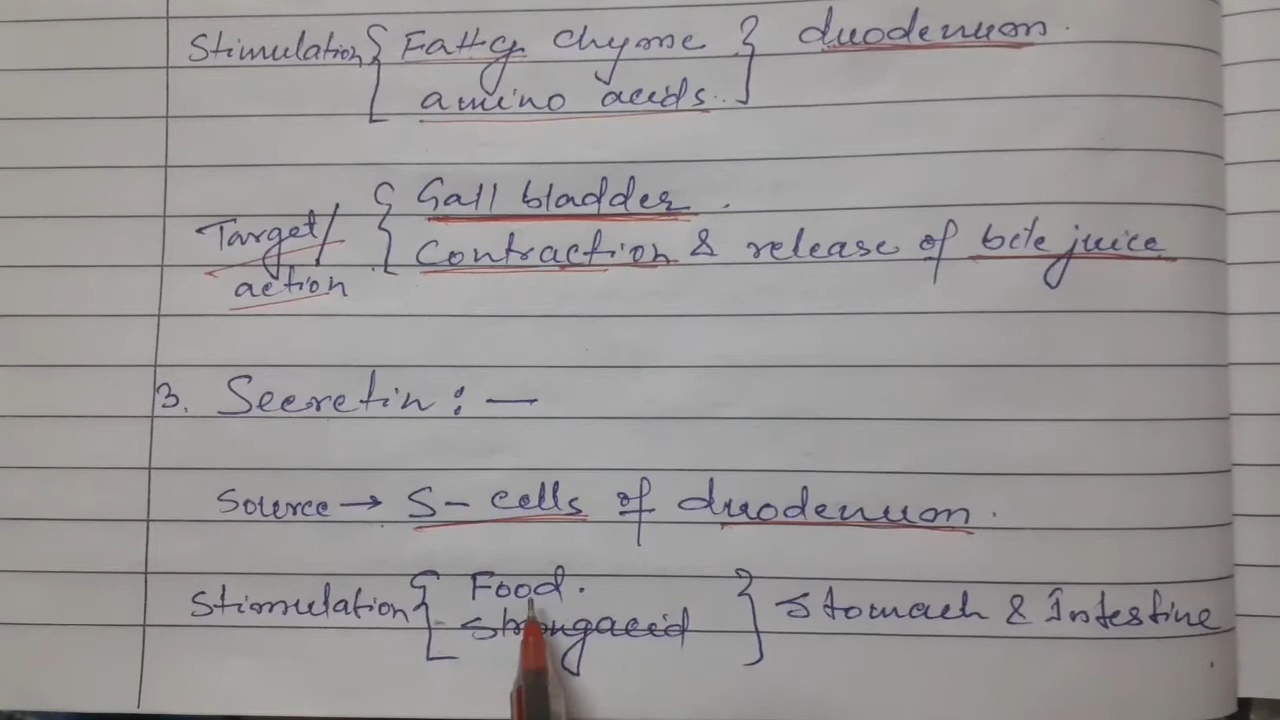 Stimulation { Fatty chyme } duodenum.
amino acids..
Target/ { Gall bladder.
action Contraction & release of bile juice
3. Secretin : —
Source → S- cells of duodenum.
Stimulation { Food. } Stomach & Intestine
strong acid